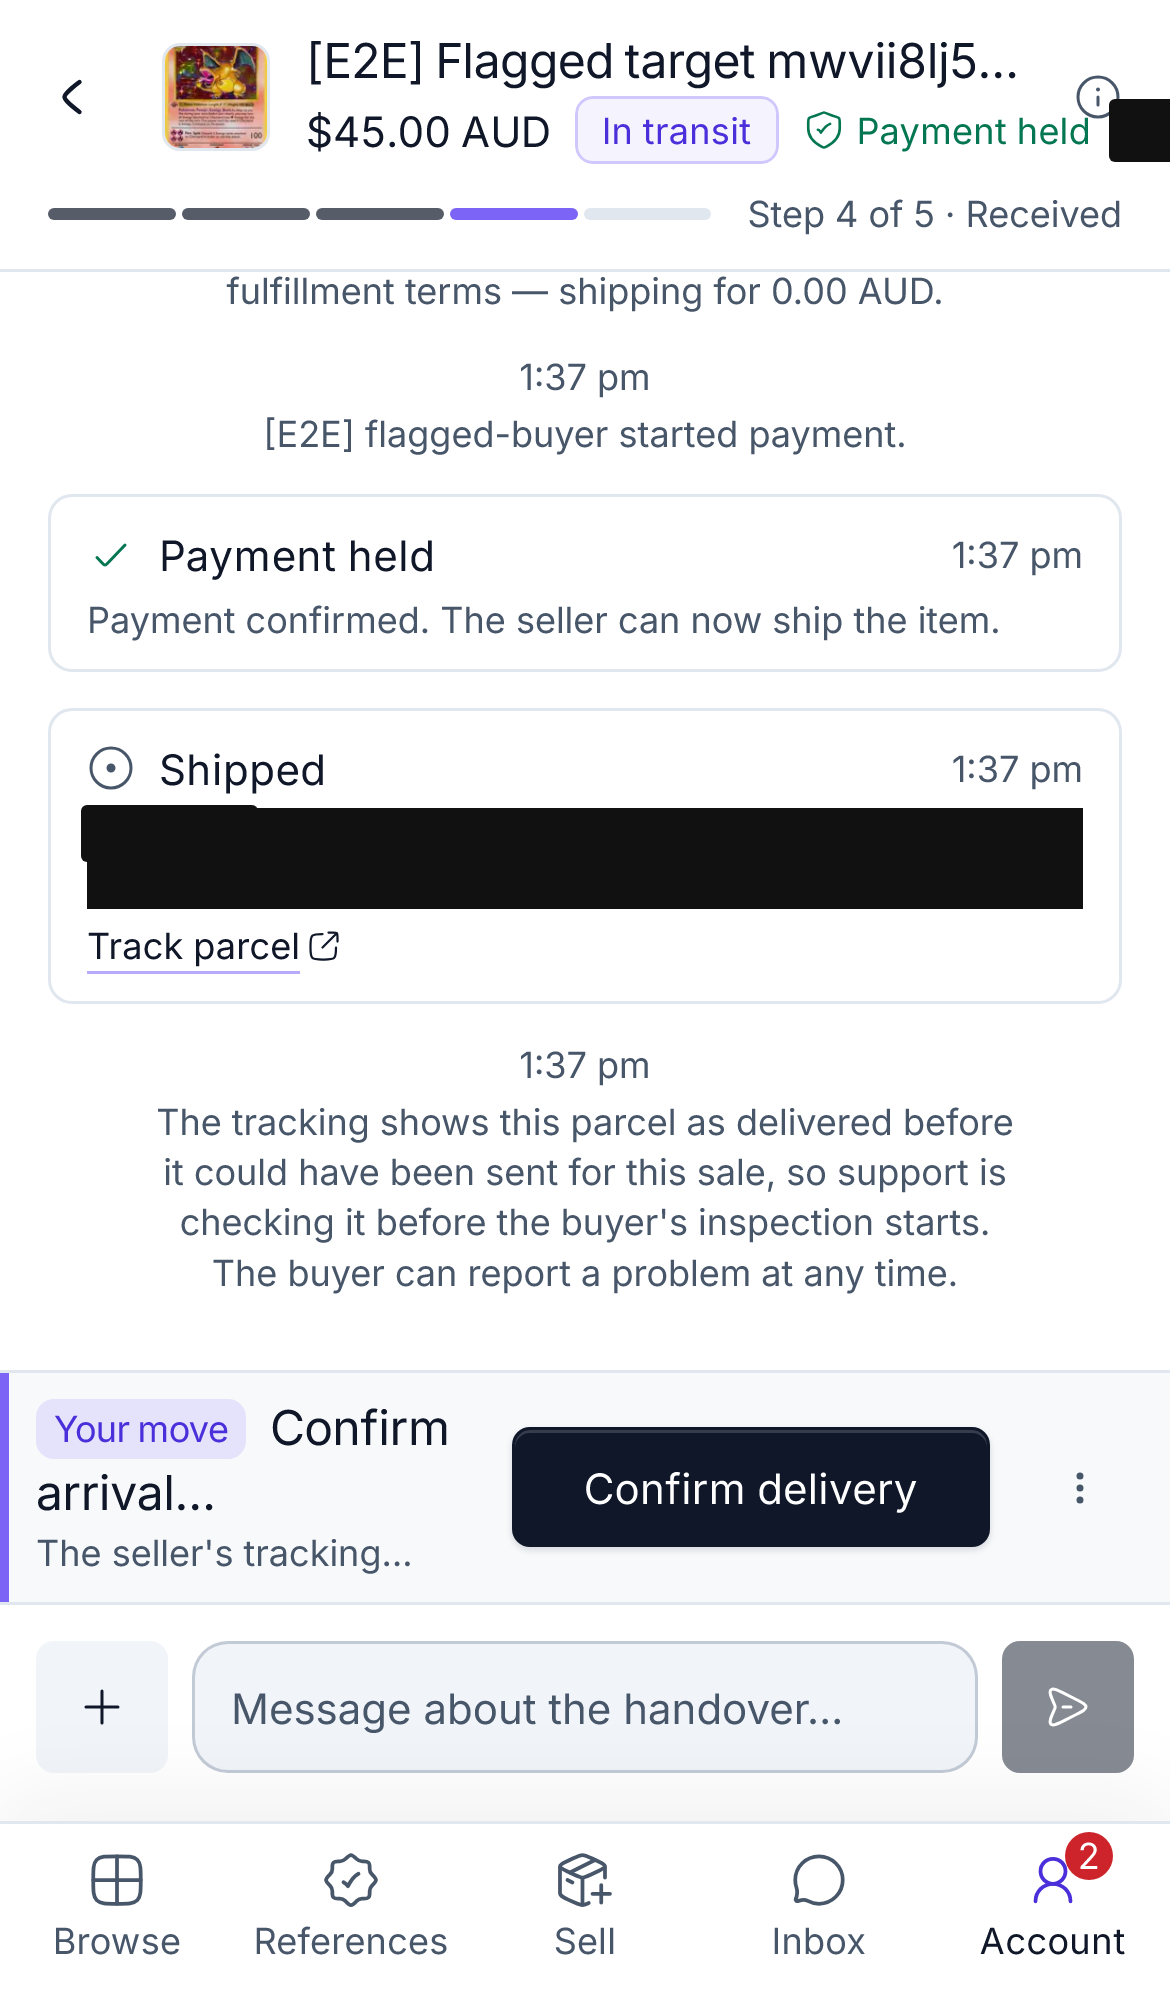 [E2E] Flagged target mwvii8lj5...
$45.00 AUD In transit Payment held
Step 4 of 5 · Received
fulfillment terms — shipping for 0.00 AUD.
1:37 pm
[E2E] flagged-buyer started payment.
Payment held 1:37 pm
Payment confirmed. The seller can now ship the item.
Shipped 1:37 pm
Track parcel
1:37 pm
The tracking shows this parcel as delivered before
it could have been sent for this sale, so support is
checking it before the buyer's inspection starts.
The buyer can report a problem at any time.
Your move Confirm
arrival...
The seller's tracking...
Confirm delivery
Message about the handover...
2
Browse References Sell Inbox Account